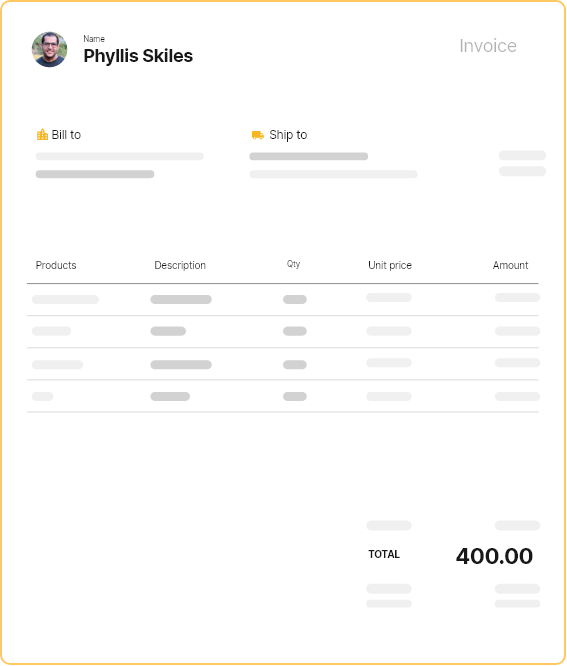 Name
Phyllis Skiles
Invoice
Bill to
Ship to
Products Description Qty Unit price Amount
TOTAL 400.00